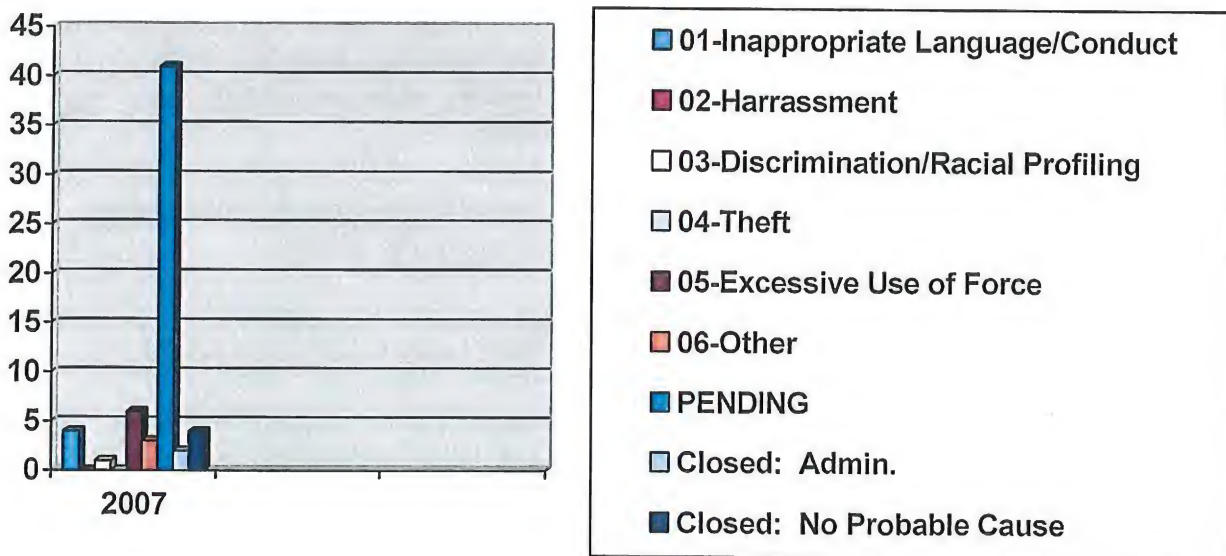 45
40
35
30
25
20
15
10
5
0
2007
01-Inappropriate Language/Conduct
02-Harrassment
03-Discrimination/Racial Profiling
04-Theft
05-Excessive Use of Force
06-Other
PENDING
Closed: Admin.
Closed: No Probable Cause